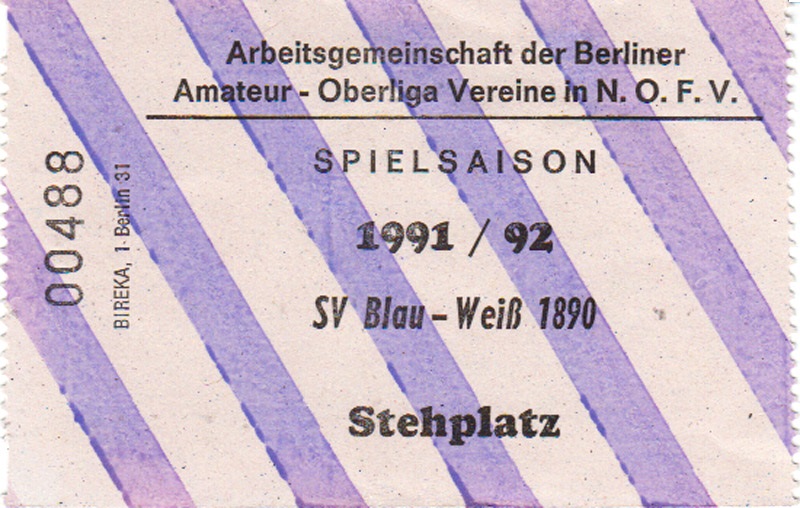 Arbeitsgemeinschaft der Berliner
Amateur - Oberliga Vereine in N. O. F. V.
SPIELSAISON
1991 / 92
SV Blau - Weiß 1890
Stehplatz
00488
BIREKA, 1 Berlin 31